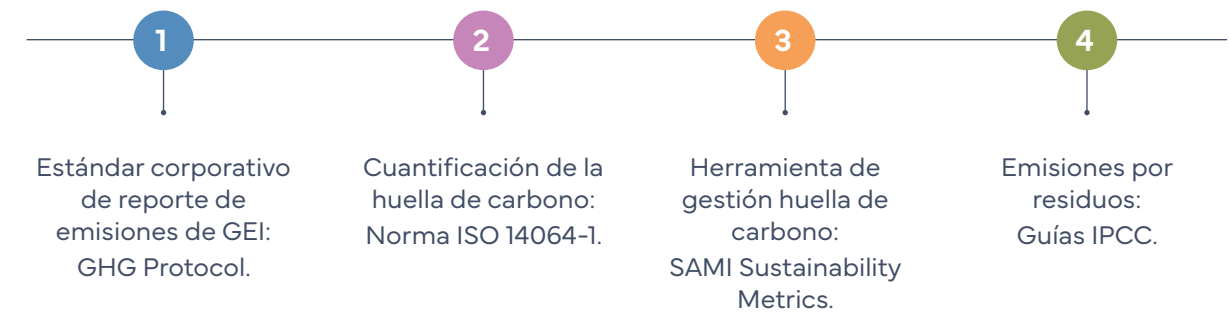 1
2
3
4
Estándar corporativo
de reporte de
emisiones de GEI:
GHG Protocol.
Cuantificación de la
huella de carbono:
Norma ISO 14064-1.
Herramienta de
gestión huella de
carbono:
SAMI Sustainability
Metrics.
Emisiones por
residuos:
Guías IPCC.